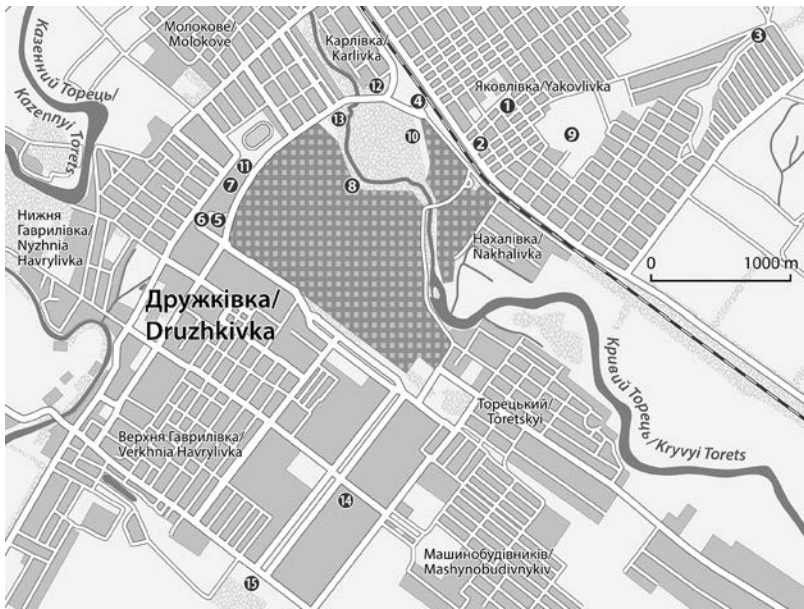 Молокове/
Molokove
Карлівка/
Karlivka
Казенний Торець/
Kazennyi Torets
Яковлівка/Yakovlivka
3
12
4
1
13
10
2
9
11
7
8
6 5
Нижня
Гаврилівка/
Nyzhnia
Havrylivka
Нахалівка/
Nakhalivka
0 1000 m
Дружківка/
Druzhkivka
Кривий Торець/Kryvyi Torets
Торецький/
Toretskyi
Верхня Гаврилівка/
Verkhnia Havrylivka
14
Машинобудівників/
Mashynobudivnykiv
15